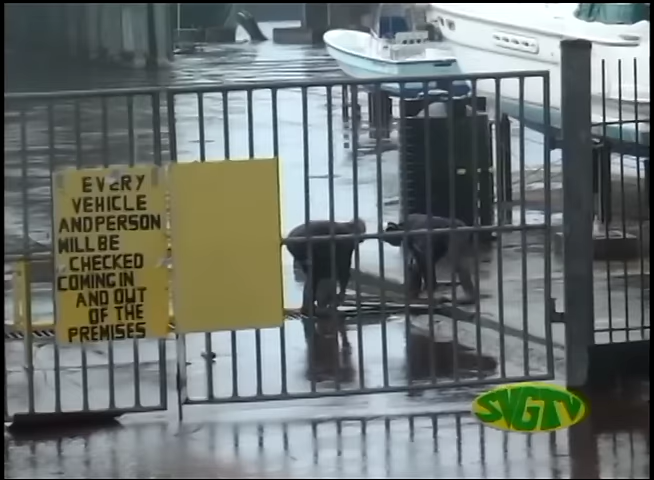 EVERY
VEHICLE
AND PERSON
WILL BE
CHECKED
COMING IN
AND OUT
OF THE
PREMISES
SVGTV